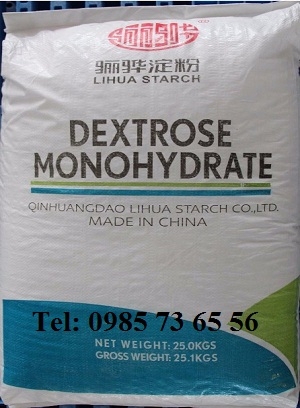 骊骅淀粉
LIHUA STARCH
DEXTROSE
MONOHYDRATE
QINHUANGDAO LIHUA STARCH CO.,LTD.
MADE IN CHINA
Tel: 0985 73 65 56
NET WEIGHT: 25.0KGS
GROSS WEIGHT: 25.1KGS